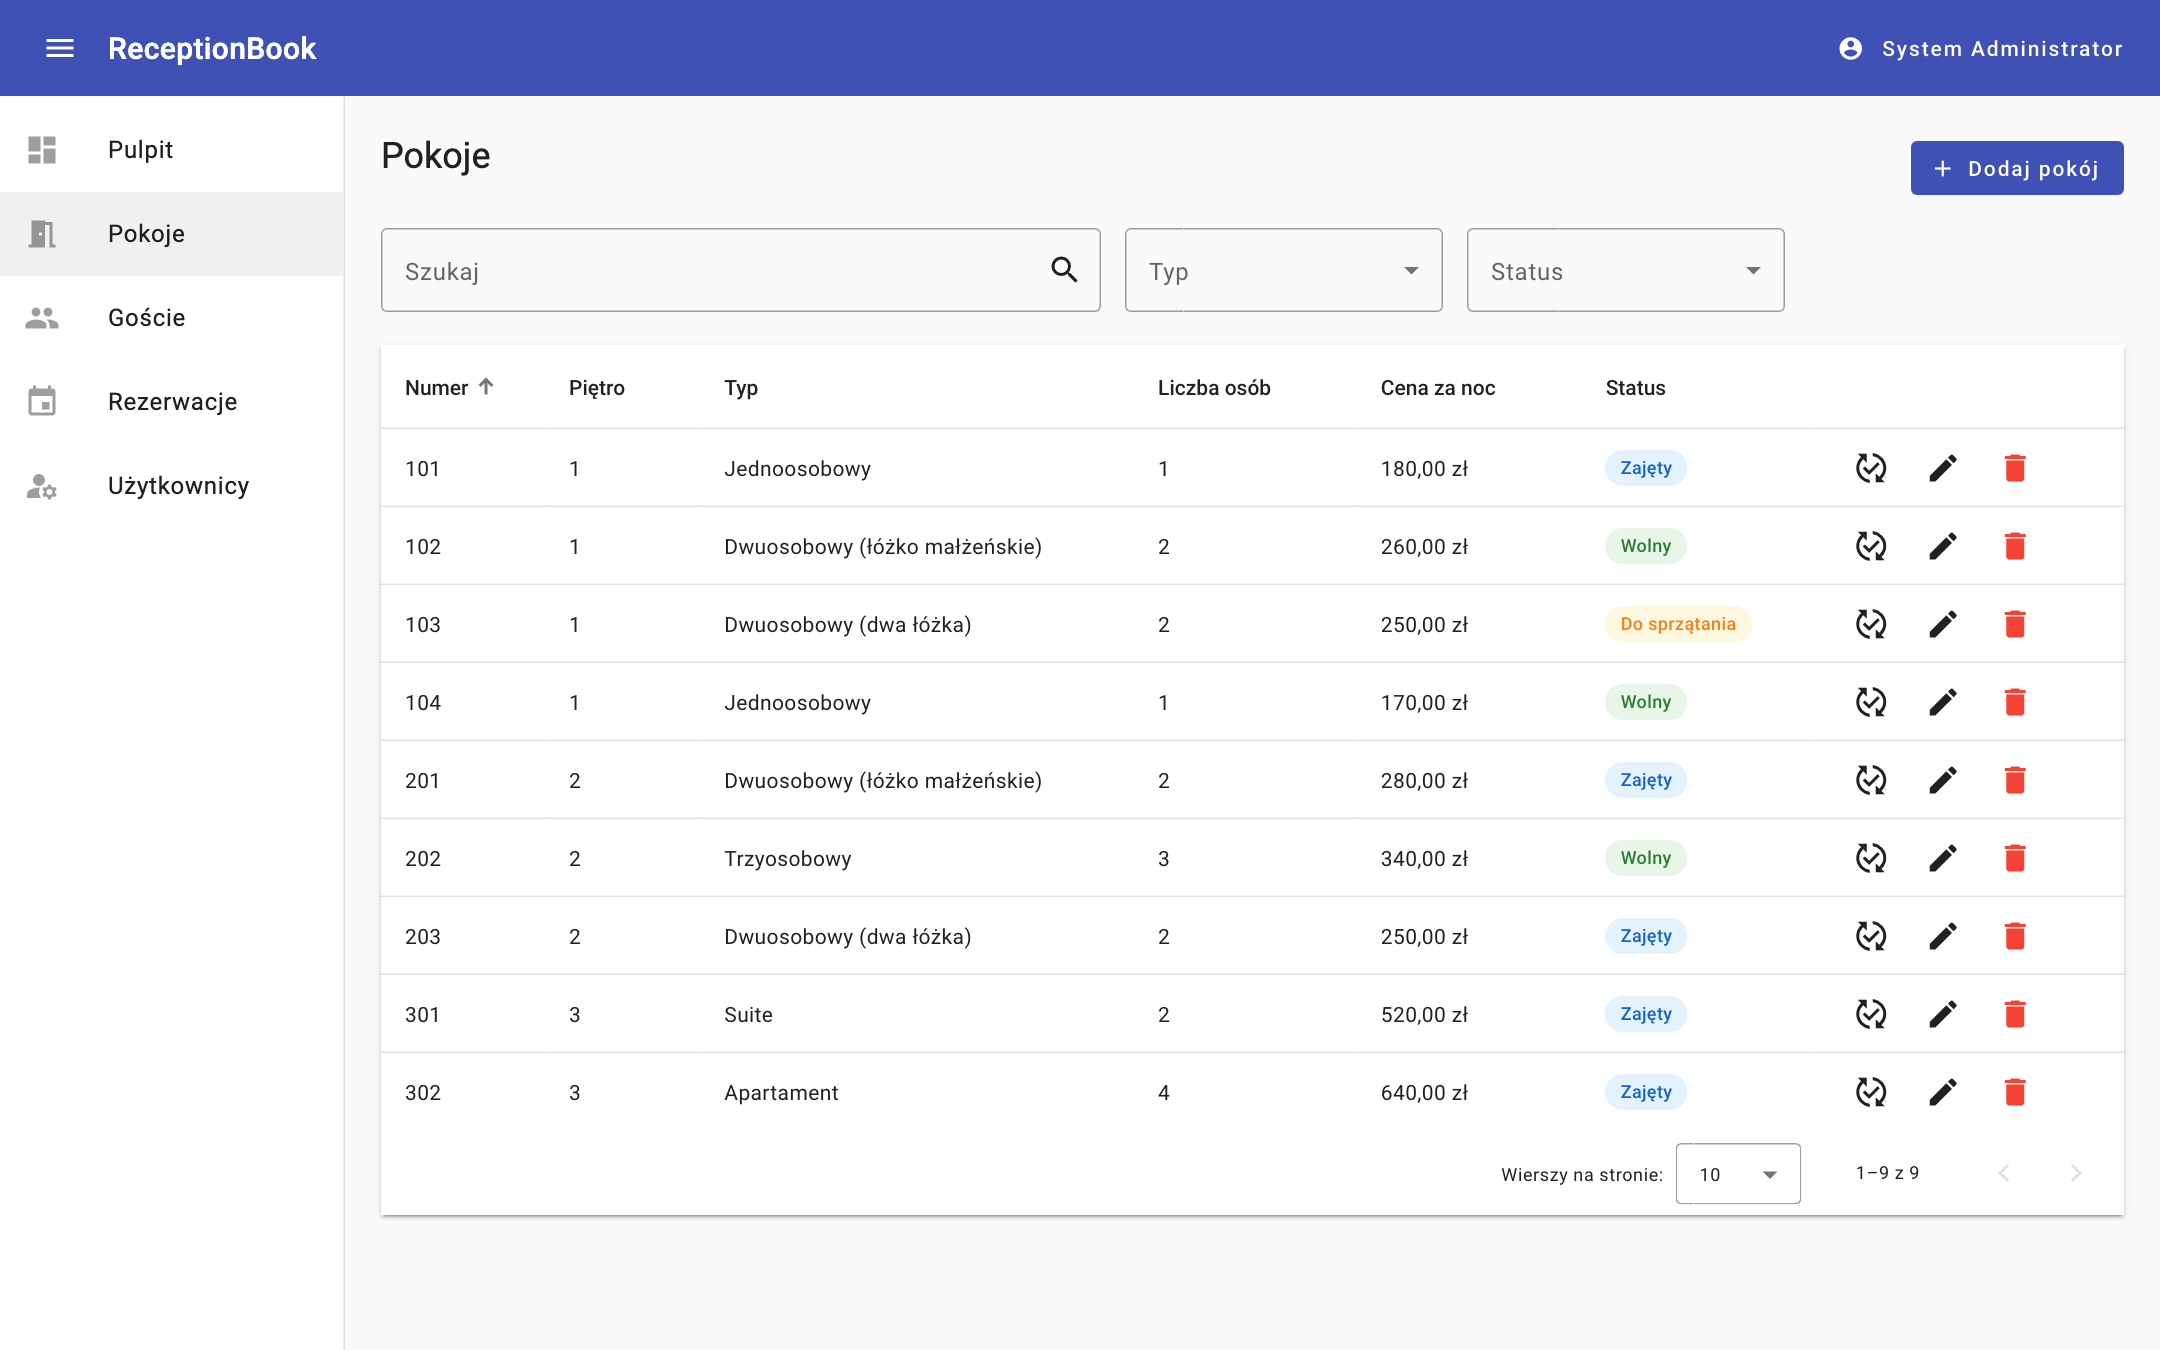 ReceptionBook
System Administrator
Pulpit
Pokoje
Goście
Rezerwacje
Użytkownicy
Pokoje
Dodaj pokój
Szukaj
Typ
Status
Numer Piętro Typ Liczba osób Cena za noc Status
101 1 Jednoosobowy 1 180,00 zł Zajęty
102 1 Dwuosobowy (łóżko małżeńskie) 2 260,00 zł Wolny
103 1 Dwuosobowy (dwa łóżka) 2 250,00 zł Do sprzątania
104 1 Jednoosobowy 1 170,00 zł Wolny
201 2 Dwuosobowy (łóżko małżeńskie) 2 280,00 zł Zajęty
202 2 Trzyosobowy 3 340,00 zł Wolny
203 2 Dwuosobowy (dwa łóżka) 2 250,00 zł Zajęty
301 3 Suite 2 520,00 zł Zajęty
302 3 Apartament 4 640,00 zł Zajęty
Wierszy na stronie: 10 1–9 z 9